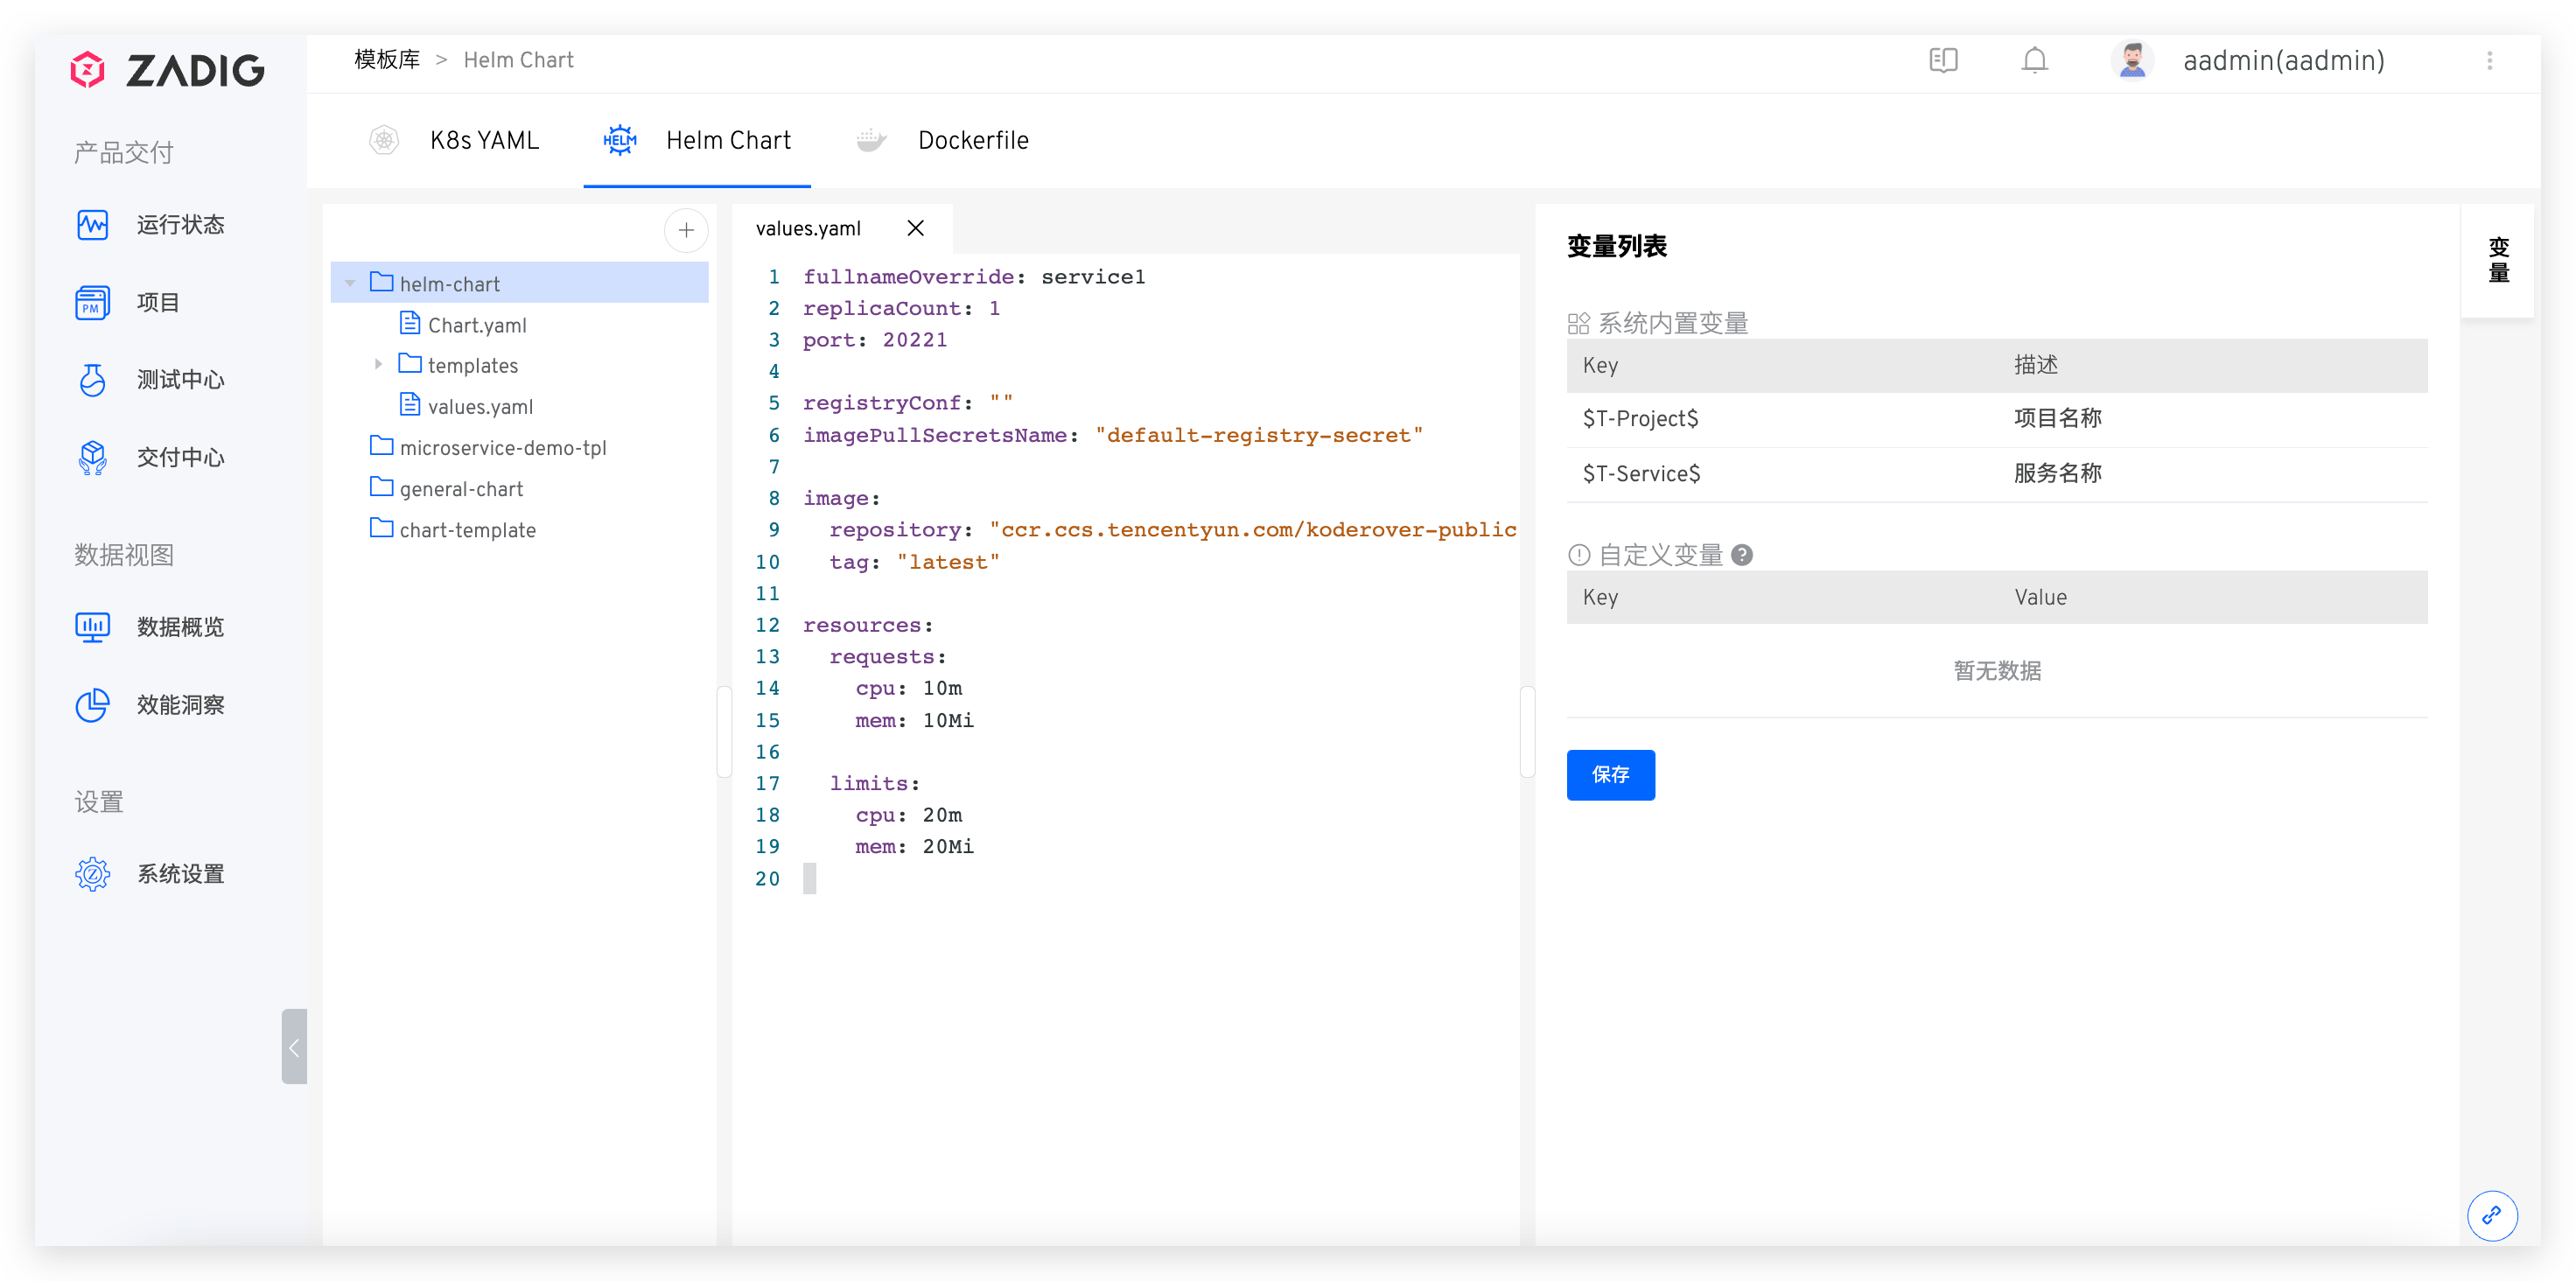 ZADIG
模板库 > Helm Chart
aadmin(aadmin)
K8s YAML
HELM
Helm Chart
Dockerfile
产品交付
运行状态
PM
项目
测试中心
交付中心
数据视图
数据概览
效能洞察
设置
系统设置
helm-chart
Chart.yaml
templates
values.yaml
microservice-demo-tpl
general-chart
chart-template
values.yaml
1 fullnameOverride: service1
2 replicaCount: 1
3 port: 20221
4
5 registryConf: ""
6 imagePullSecretsName: "default-registry-secret"
7
8 image:
9 repository: "ccr.ccs.tencentyun.com/koderover-public
10 tag: "latest"
11
12 resources:
13 requests:
14 cpu: 10m
15 mem: 10Mi
16
17 limits:
18 cpu: 20m
19 mem: 20Mi
20
变量列表
系统内置变量
Key 描述
$T-Project$ 项目名称
$T-Service$ 服务名称
自定义变量
Key Value
暂无数据
保存
变量